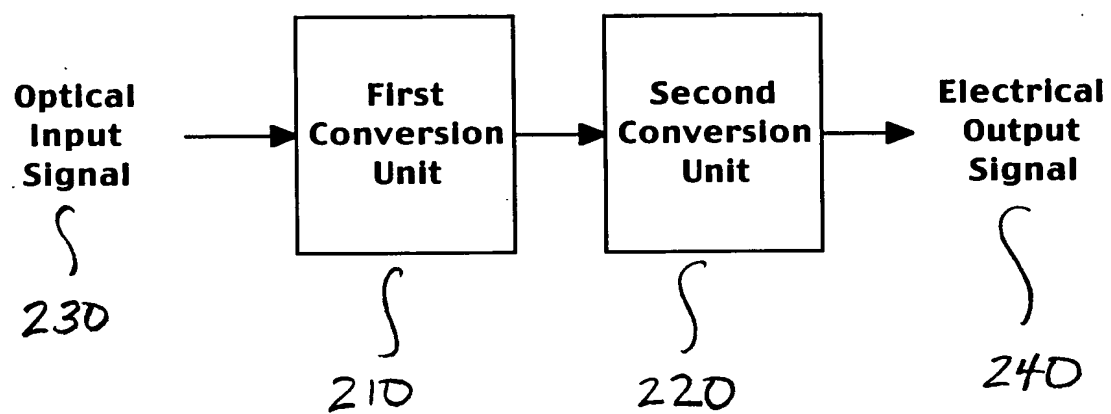 Optical
Input
Signal
First
Conversion
Unit
Second
Conversion
Unit
Electrical
Output
Signal
230
210
220
240